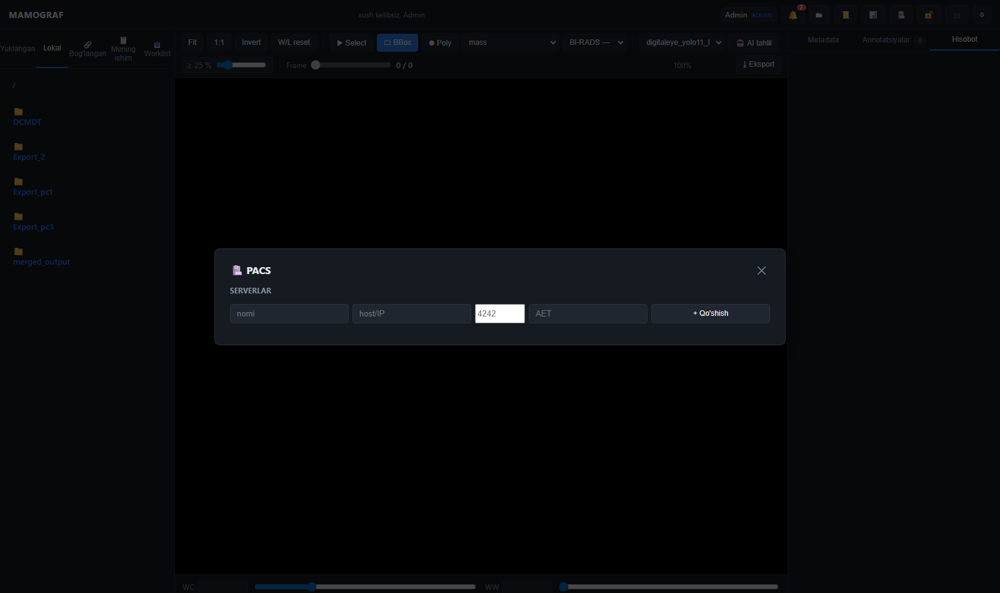 MAMOGRAF
xush kelibsiz, Admin
Admin ADMIN
2
Yuklangan
Lokal
Bog'langan
Mening ishim
Worklist
Fit
1:1
Invert
W/L reset
Select
BBox
Poly
mass
BI-RADS —
digitaleye_yolo11_l
AI tahlil
≥ 25 %
Frame
0 / 0
100%
Eksport
Metadata
Annotatsiyalar 0
Hisobot
/
DCMDT
Export_2
Export_pc1
Export_pc3
merged_output
PACS
SERVERLAR
nomi
host/IP
4242
AET
+ Qo'shish
WC
WW